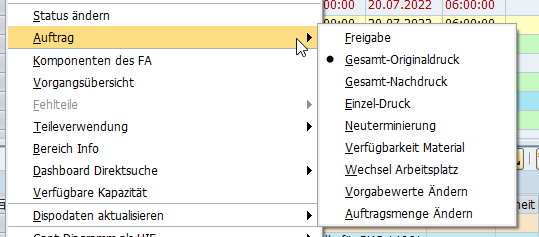 :00:00 20.07.2022 06:00:00
Status ändern
Auftrag
Komponenten des FA
Vorgangsübersicht
Fehlteile
Teileverwendung
Bereich Info
Dashboard Direktsuche
Verfügbare Kapazität
Dispodaten aktualisieren
Freigabe
Gesamt-Originaldruck
Gesamt-Nachdruck
Einzel-Druck
Neuterminierung
Verfügbarkeit Material
Wechsel Arbeitsplatz
Vorgabewerte Ändern
Auftragsmenge Ändern
heit